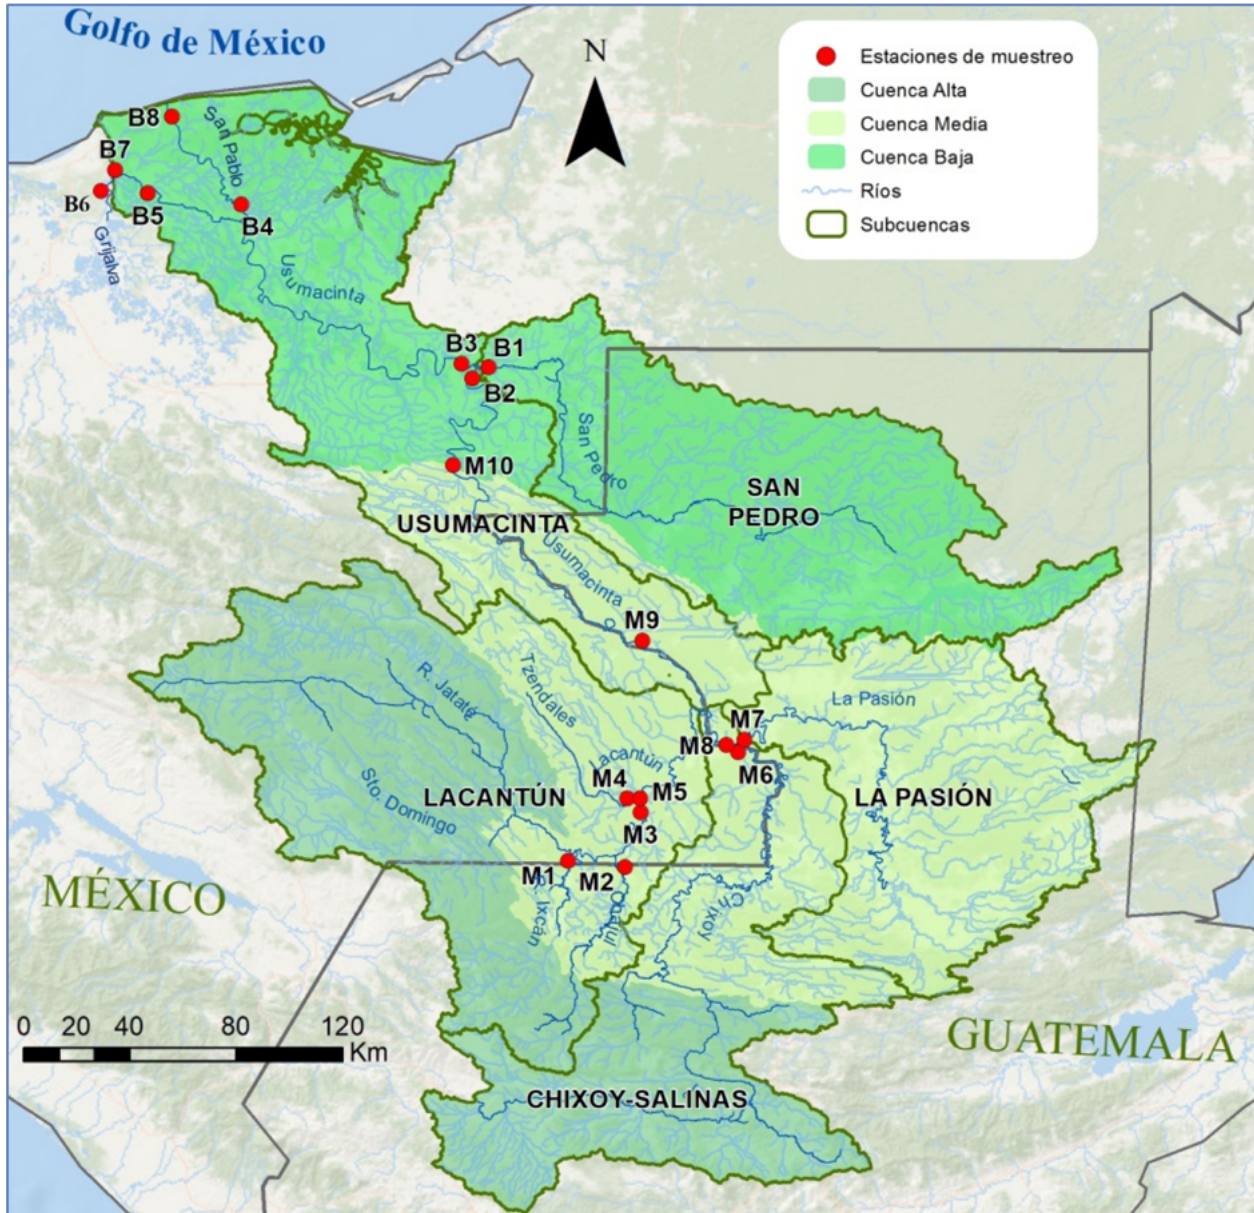 Golfo de México
N
Estaciones de muestreo
Cuenca Alta
Cuenca Media
Cuenca Baja
Ríos
Subcuencas
B8
San Pablo
B7
B6
B5
B4
Grijalva
Usumacinta
B3
B1
B2
San Pedro
M10
SAN
PEDRO
USUMACINTA
Usumacinta
M9
Tzendales
R. Jataté
La Pasión
M7
M8
M6
Lacantún
M4
M5
LACANTÚN
LA PASIÓN
Sto. Domingo
M3
M1
M2
MÉXICO
Ixcán
Chixoy
0 20 40 80 120
Km
GUATEMALA
CHIXOY-SALINAS